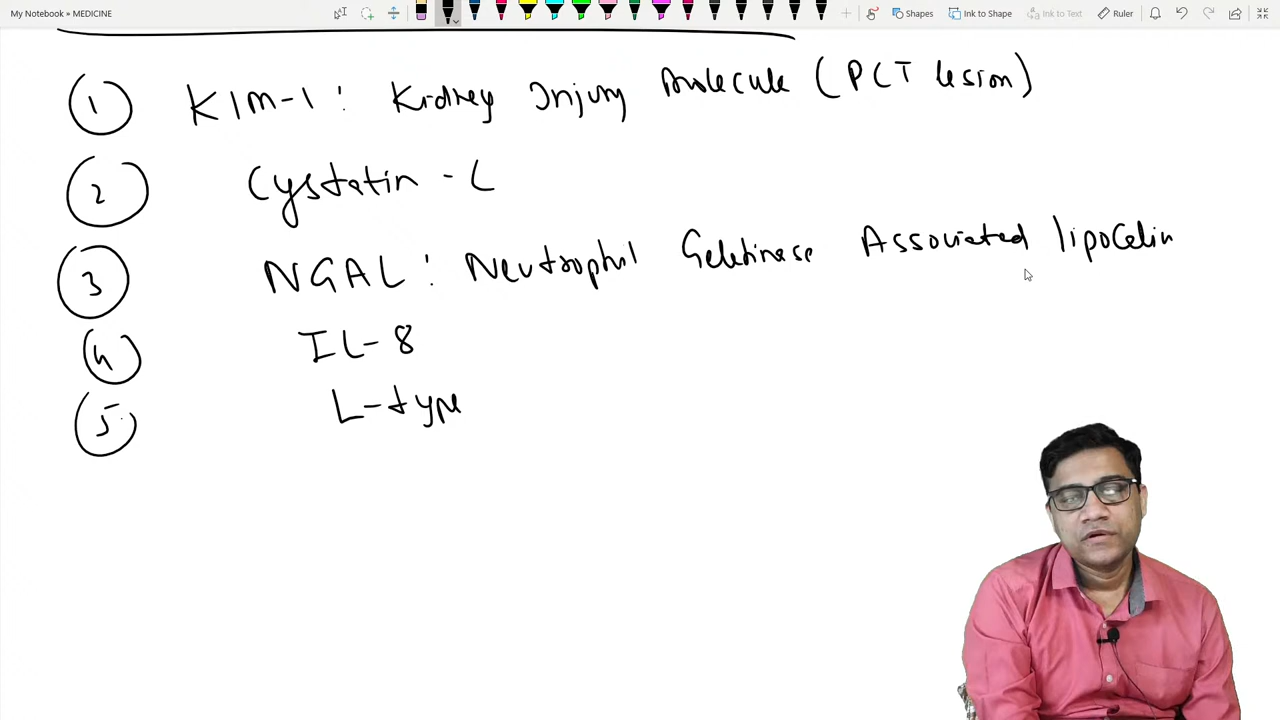 My Notebook » MEDICINE
Shapes Ink to Shape Ink to Text Ruler
1 KIM-1 : Kidney Injury Molecule (PCT lesion)
2 Cystatin - C
3 NGAL : Neutrophil Geletinase Associated lipocalin
4 IL-8
5 L-type